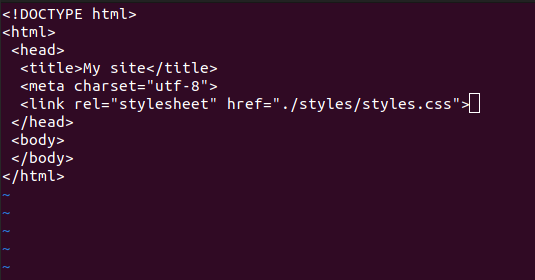 <!DOCTYPE html>
<html>
 <head>
  <title>My site</title>
  <meta charset="utf-8">
  <link rel="stylesheet" href="./styles/styles.css">
 </head>
 <body>
 </body>
</html>
~
~
~
~
~